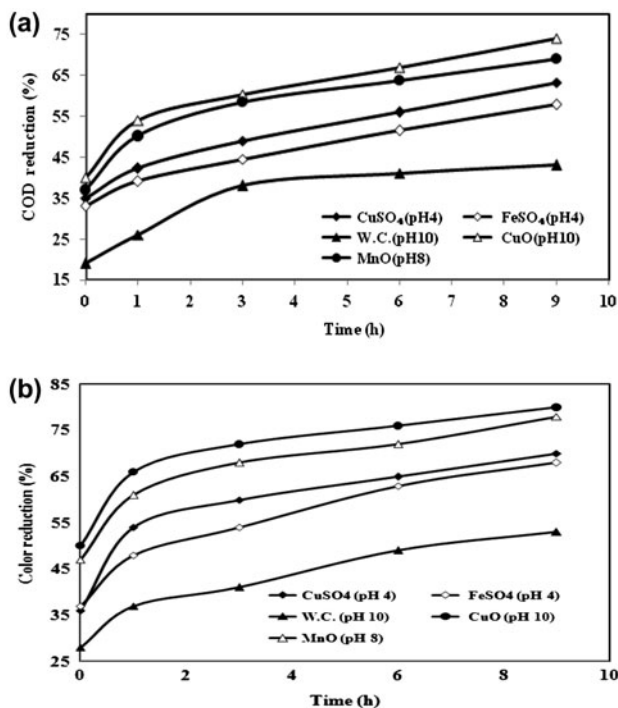 (a)
COD reduction (%)
75
65
55
45
35
25
15
CuSO₄(pH4)
FeSO₄(pH4)
W.C.(pH10)
CuO(pH10)
MnO(pH8)
0 1 2 3 4 5 6 7 8 9 10
Time (h)
(b)
Color reduction (%)
85
75
65
55
45
35
25
CuSO4 (pH 4)
FeSO4 (pH 4)
W.C. (pH 10)
CuO (pH 10)
MnO (pH 8)
0 2 4 6 8 10
Time (h)